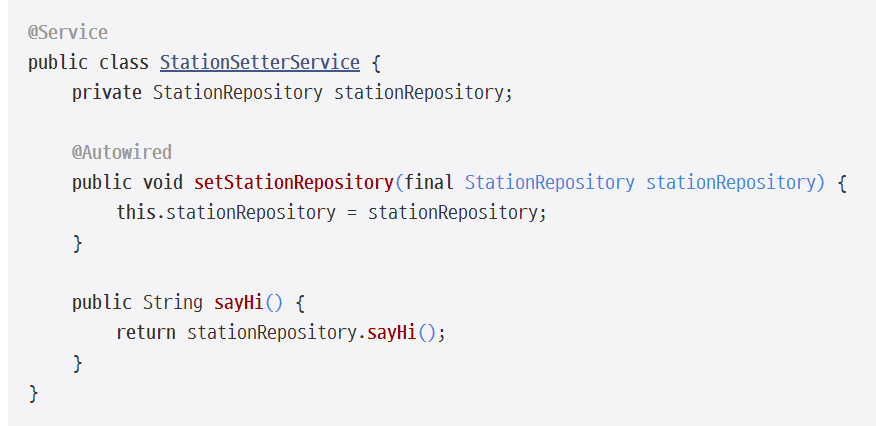 @Service
public class StationSetterService {
private StationRepository stationRepository;
@Autowired
public void setStationRepository(final StationRepository stationRepository) {
this.stationRepository = stationRepository;
}
public String sayHi() {
return stationRepository.sayHi();
}
}